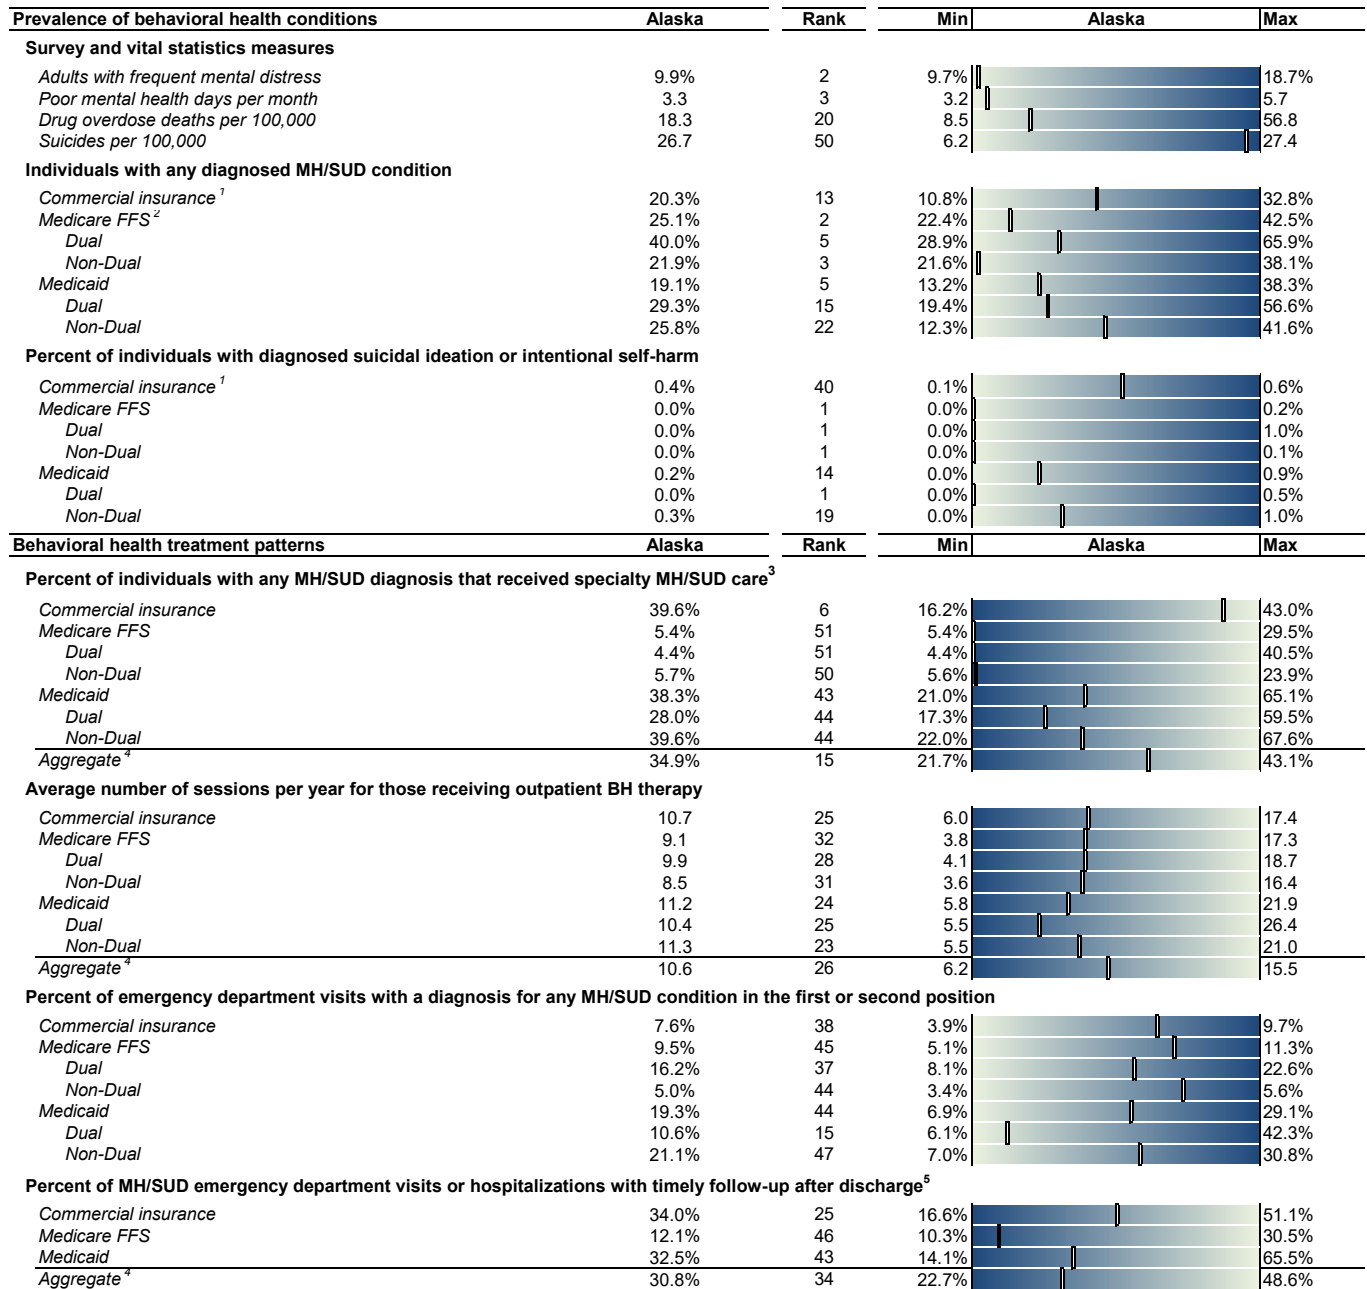 Prevalence of behavioral health conditions Alaska Rank Min Alaska Max
Survey and vital statistics measures
Adults with frequent mental distress 9.9% 2 9.7% 18.7%
Poor mental health days per month 3.3 3 3.2 5.7
Drug overdose deaths per 100,000 18.3 20 8.5 56.8
Suicides per 100,000 26.7 50 6.2 27.4
Individuals with any diagnosed MH/SUD condition
Commercial insurance 1 20.3% 13 10.8% 32.8%
Medicare FFS 2 25.1% 2 22.4% 42.5%
Dual 40.0% 5 28.9% 65.9%
Non-Dual 21.9% 3 21.6% 38.1%
Medicaid 19.1% 5 13.2% 38.3%
Dual 29.3% 15 19.4% 56.6%
Non-Dual 25.8% 22 12.3% 41.6%
Percent of individuals with diagnosed suicidal ideation or intentional self-harm
Commercial insurance 1 0.4% 40 0.1% 0.6%
Medicare FFS 0.0% 1 0.0% 0.2%
Dual 0.0% 1 0.0% 1.0%
Non-Dual 0.0% 1 0.0% 0.1%
Medicaid 0.2% 14 0.0% 0.9%
Dual 0.0% 1 0.0% 0.5%
Non-Dual 0.3% 19 0.0% 1.0%
Behavioral health treatment patterns Alaska Rank Min Alaska Max
Percent of individuals with any MH/SUD diagnosis that received specialty MH/SUD care3
Commercial insurance 39.6% 6 16.2% 43.0%
Medicare FFS 5.4% 51 5.4% 29.5%
Dual 4.4% 51 4.4% 40.5%
Non-Dual 5.7% 50 5.6% 23.9%
Medicaid 38.3% 43 21.0% 65.1%
Dual 28.0% 44 17.3% 59.5%
Non-Dual 39.6% 44 22.0% 67.6%
Aggregate 4 34.9% 15 21.7% 43.1%
Average number of sessions per year for those receiving outpatient BH therapy
Commercial insurance 10.7 25 6.0 17.4
Medicare FFS 9.1 32 3.8 17.3
Dual 9.9 28 4.1 18.7
Non-Dual 8.5 31 3.6 16.4
Medicaid 11.2 24 5.8 21.9
Dual 10.4 25 5.5 26.4
Non-Dual 11.3 23 5.5 21.0
Aggregate 4 10.6 26 6.2 15.5
Percent of emergency department visits with a diagnosis for any MH/SUD condition in the first or second position
Commercial insurance 7.6% 38 3.9% 9.7%
Medicare FFS 9.5% 45 5.1% 11.3%
Dual 16.2% 37 8.1% 22.6%
Non-Dual 5.0% 44 3.4% 5.6%
Medicaid 19.3% 44 6.9% 29.1%
Dual 10.6% 15 6.1% 42.3%
Non-Dual 21.1% 47 7.0% 30.8%
Percent of MH/SUD emergency department visits or hospitalizations with timely follow-up after discharge5
Commercial insurance 34.0% 25 16.6% 51.1%
Medicare FFS 12.1% 46 10.3% 30.5%
Medicaid 32.5% 43 14.1% 65.5%
Aggregate 4 30.8% 34 22.7% 48.6%